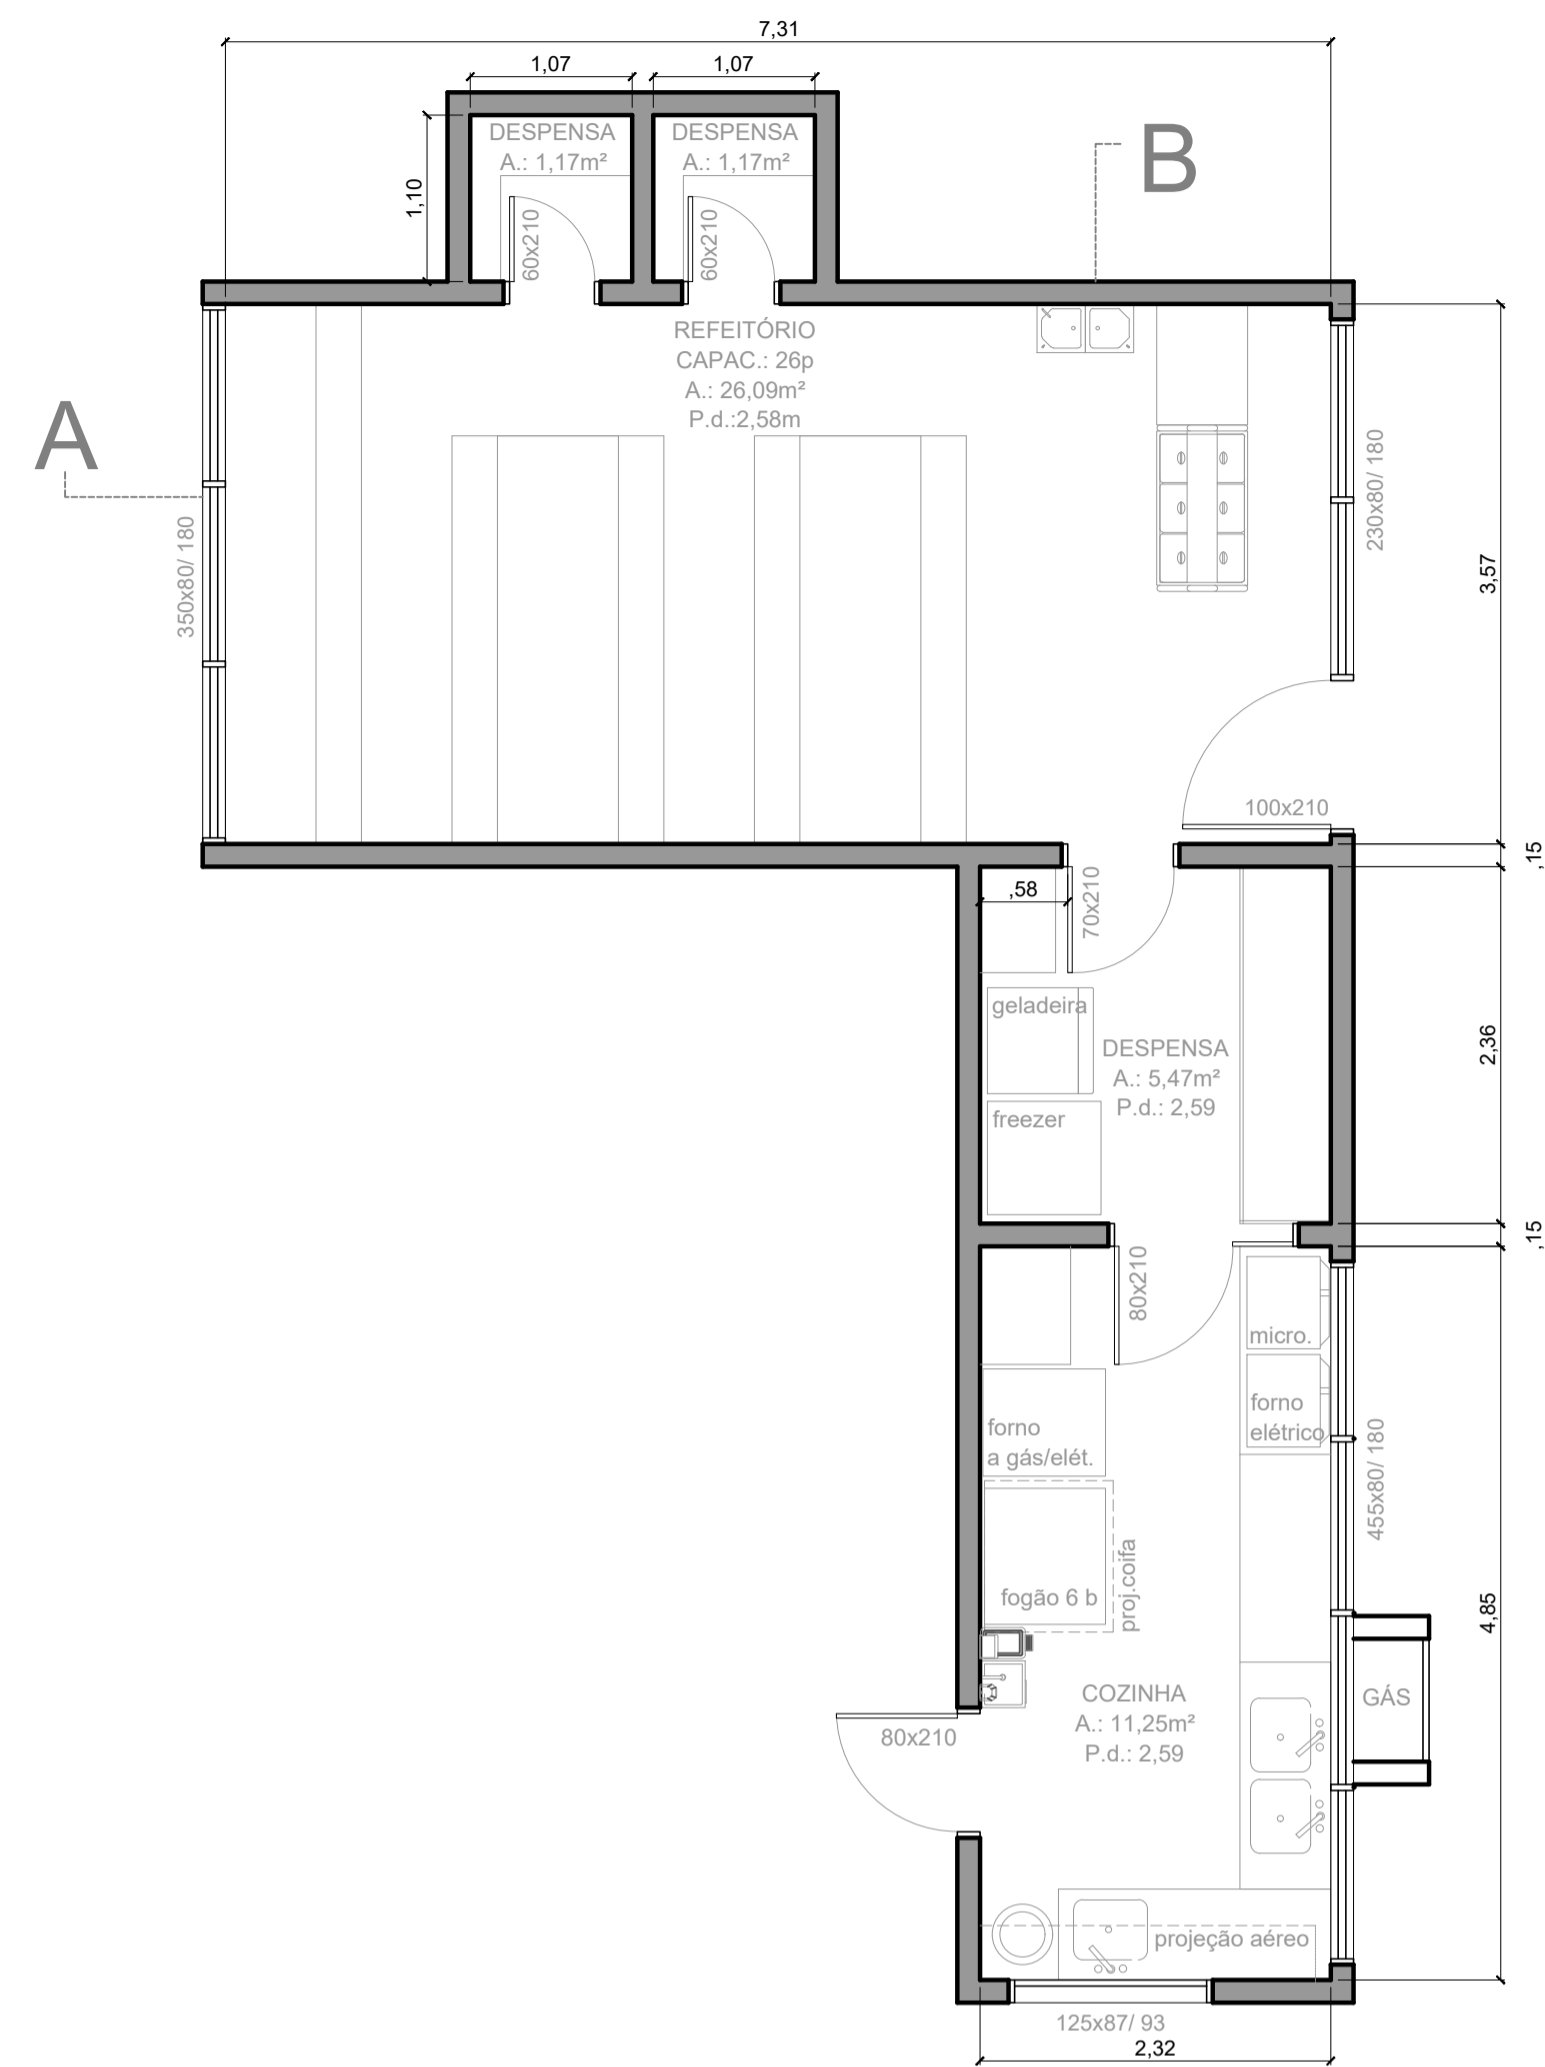 7,31
1,07
1,07
DESPENSA
A.: 1,17m²
DESPENSA
A.: 1,17m²
1,10
60x210
60x210
B
REFEITÓRIO
CAPAC.: 26p
A.: 26,09m²
P.d.:2,58m
A
350x80/ 180
230x80/ 180
3,57
100x210
,15
,58
70x210
geladeira
DESPENSA
A.: 5,47m²
P.d.: 2,59
freezer
2,36
,15
80x210
micro.
forno
elétrico
forno
a gás/elét.
455x80/ 180
proj.coifa
fogão 6 b
4,85
GÁS
COZINHA
A.: 11,25m²
P.d.: 2,59
80x210
projeção aéreo
125x87/ 93
2,32